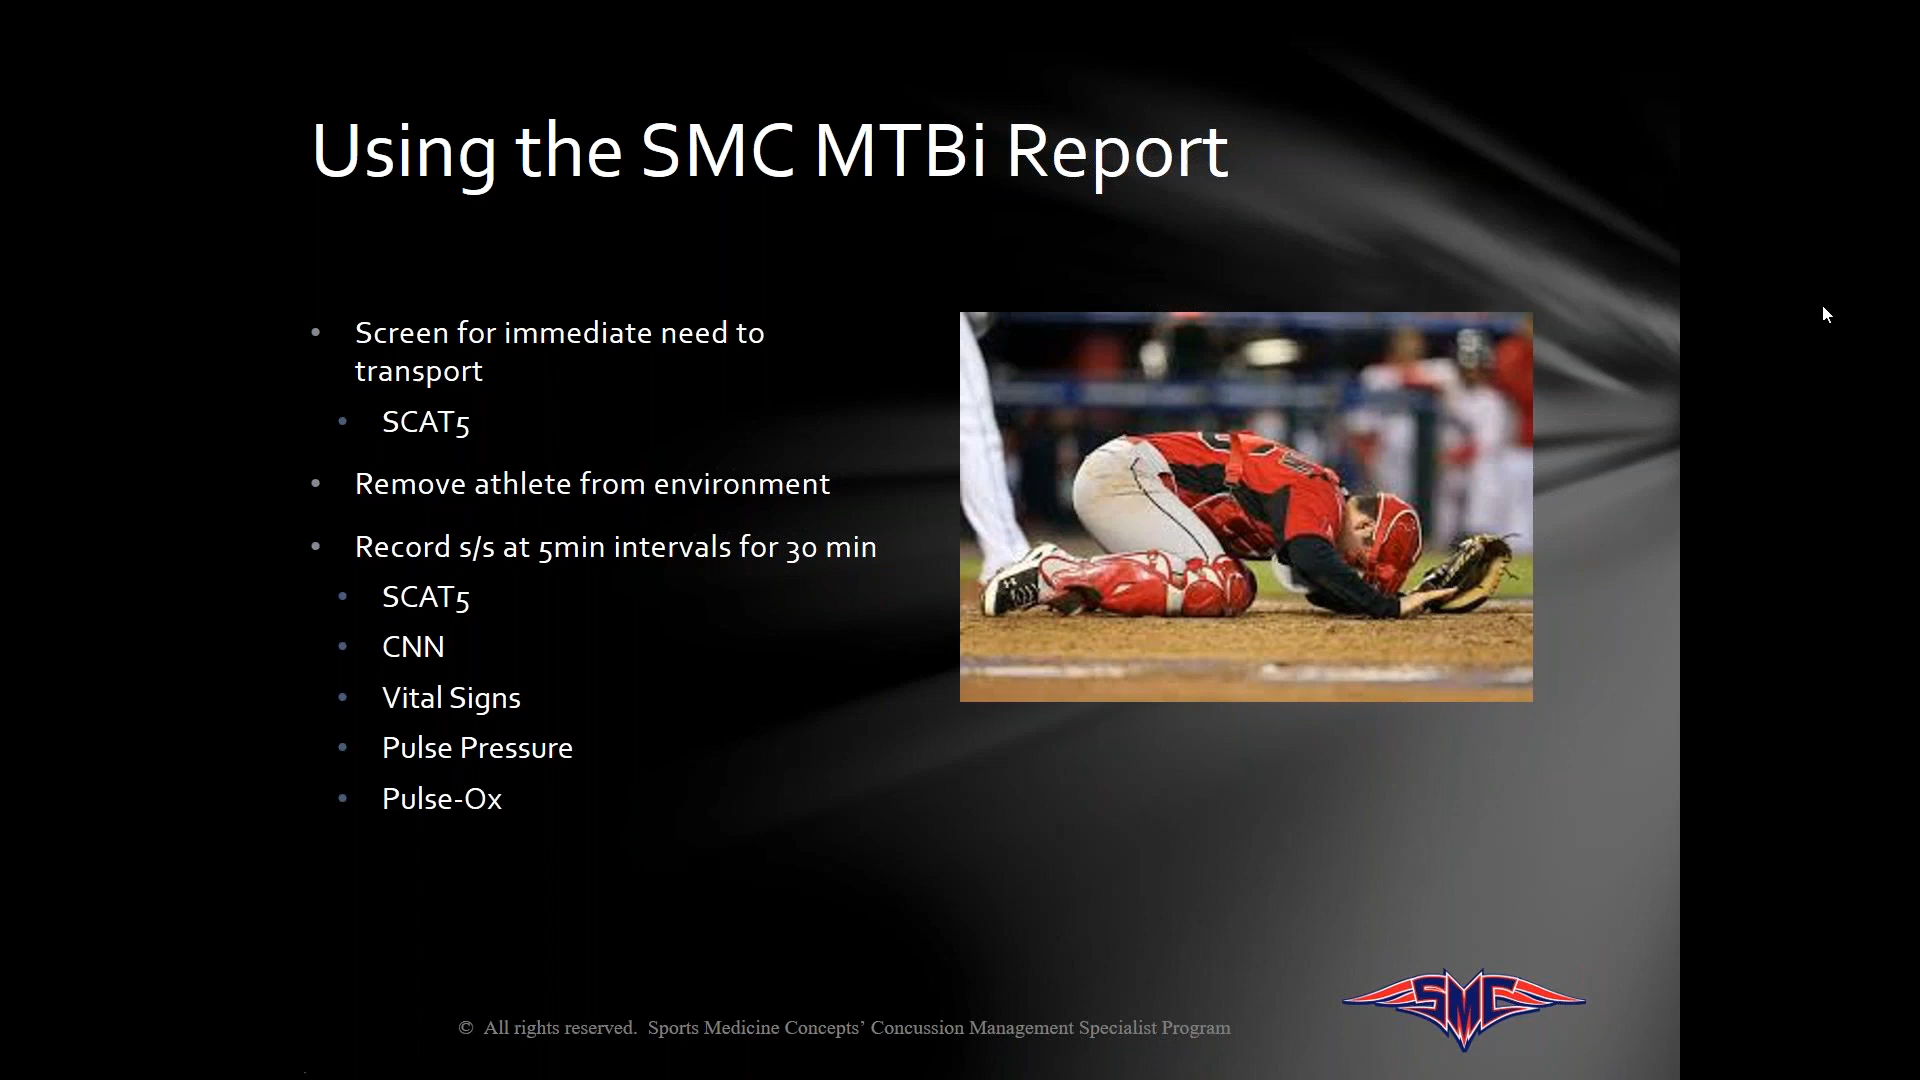 Using the SMC MTBi Report
Screen for immediate need to
transport
SCAT5
Remove athlete from environment
Record s/s at 5min intervals for 30 min
SCAT5
CNN
Vital Signs
Pulse Pressure
Pulse-Ox
© All rights reserved. Sports Medicine Concepts’ Concussion Management Specialist Program
SMC